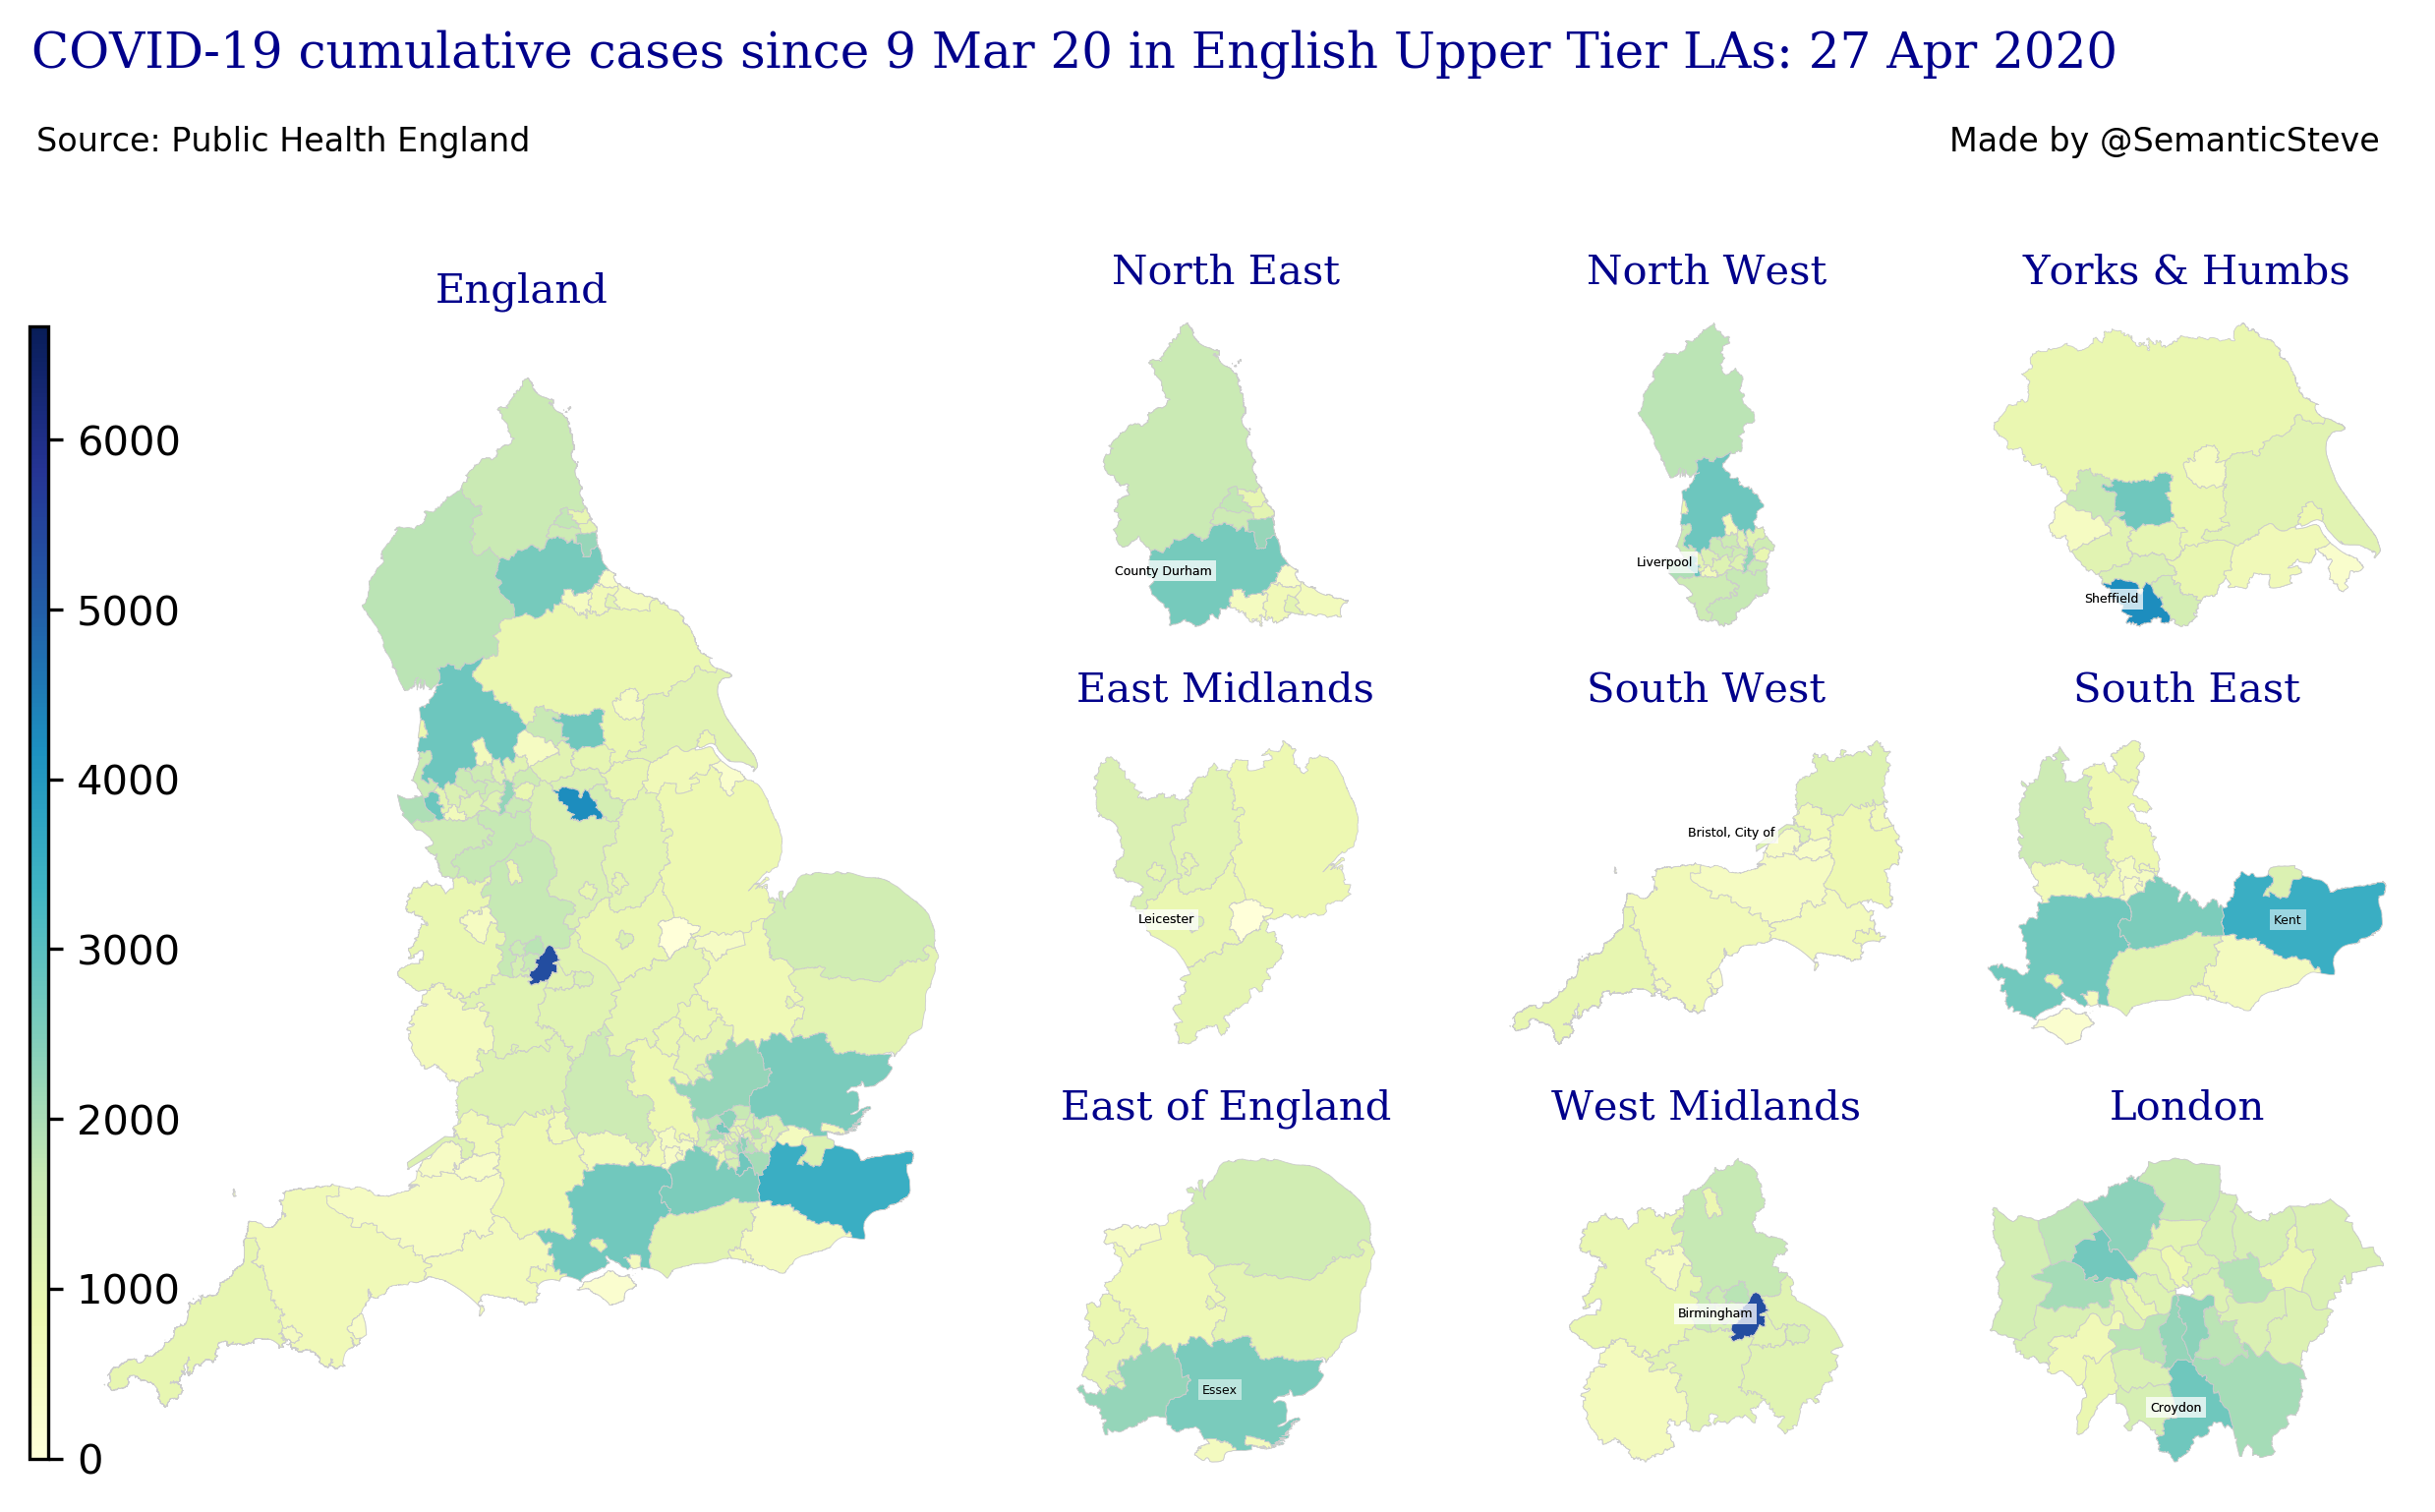 COVID-19 cumulative cases since 9 Mar 20 in English Upper Tier LAs: 27 Apr 2020
Source: Public Health England
Made by @SemanticSteve
England
6000
5000
4000
3000
2000
1000
0
North East
County Durham
North West
Liverpool
Yorks & Humbs
Sheffield
East Midlands
Leicester
South West
Bristol, City of
South East
Kent
East of England
Essex
West Midlands
Birmingham
London
Croydon